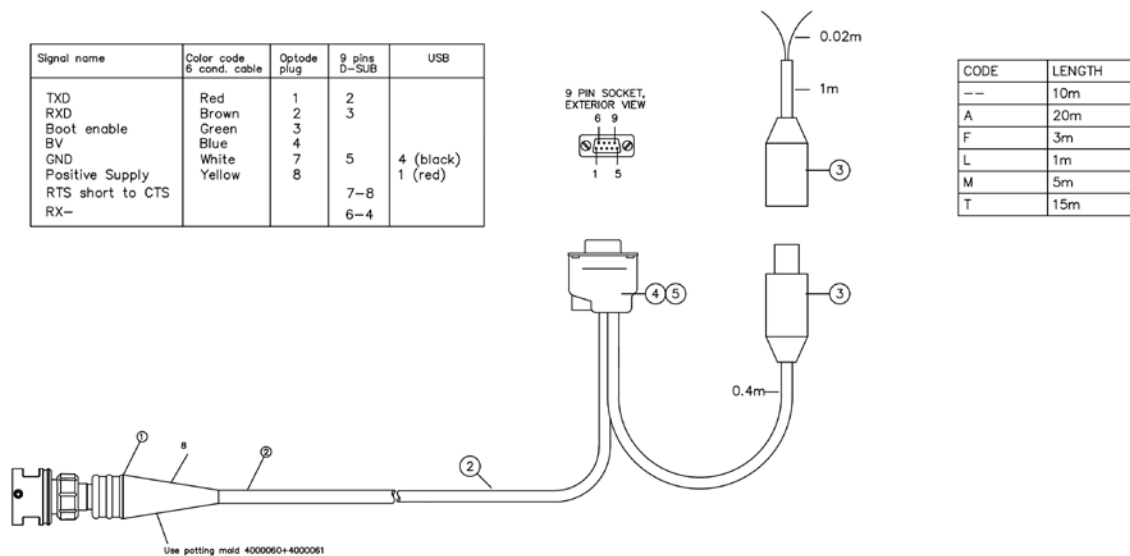 Signal name Color code 6 cond. cable Optode plug 9 pins D-SUB USB
TXD Red 1 2
RXD Brown 2 3
Boot enable Green 3
BV Blue 4
GND White 7 5 4 (black)
Positive Supply Yellow 8 1 (red)
RTS short to CTS 7-8
RX- 6-4
9 PIN SOCKET,
EXTERIOR VIEW
6 9
1 5
0.02m
1m
3
CODE LENGTH
-- 10m
A 20m
F 3m
L 1m
M 5m
T 15m
4 5
3
0.4m
1
8
2
2
Use potting mold 4000060+4000061